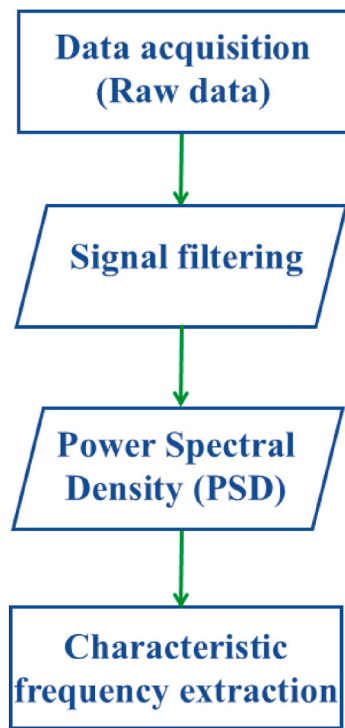 Data acquisition
(Raw data)
Signal filtering
Power Spectral
Density (PSD)
Characteristic
frequency extraction